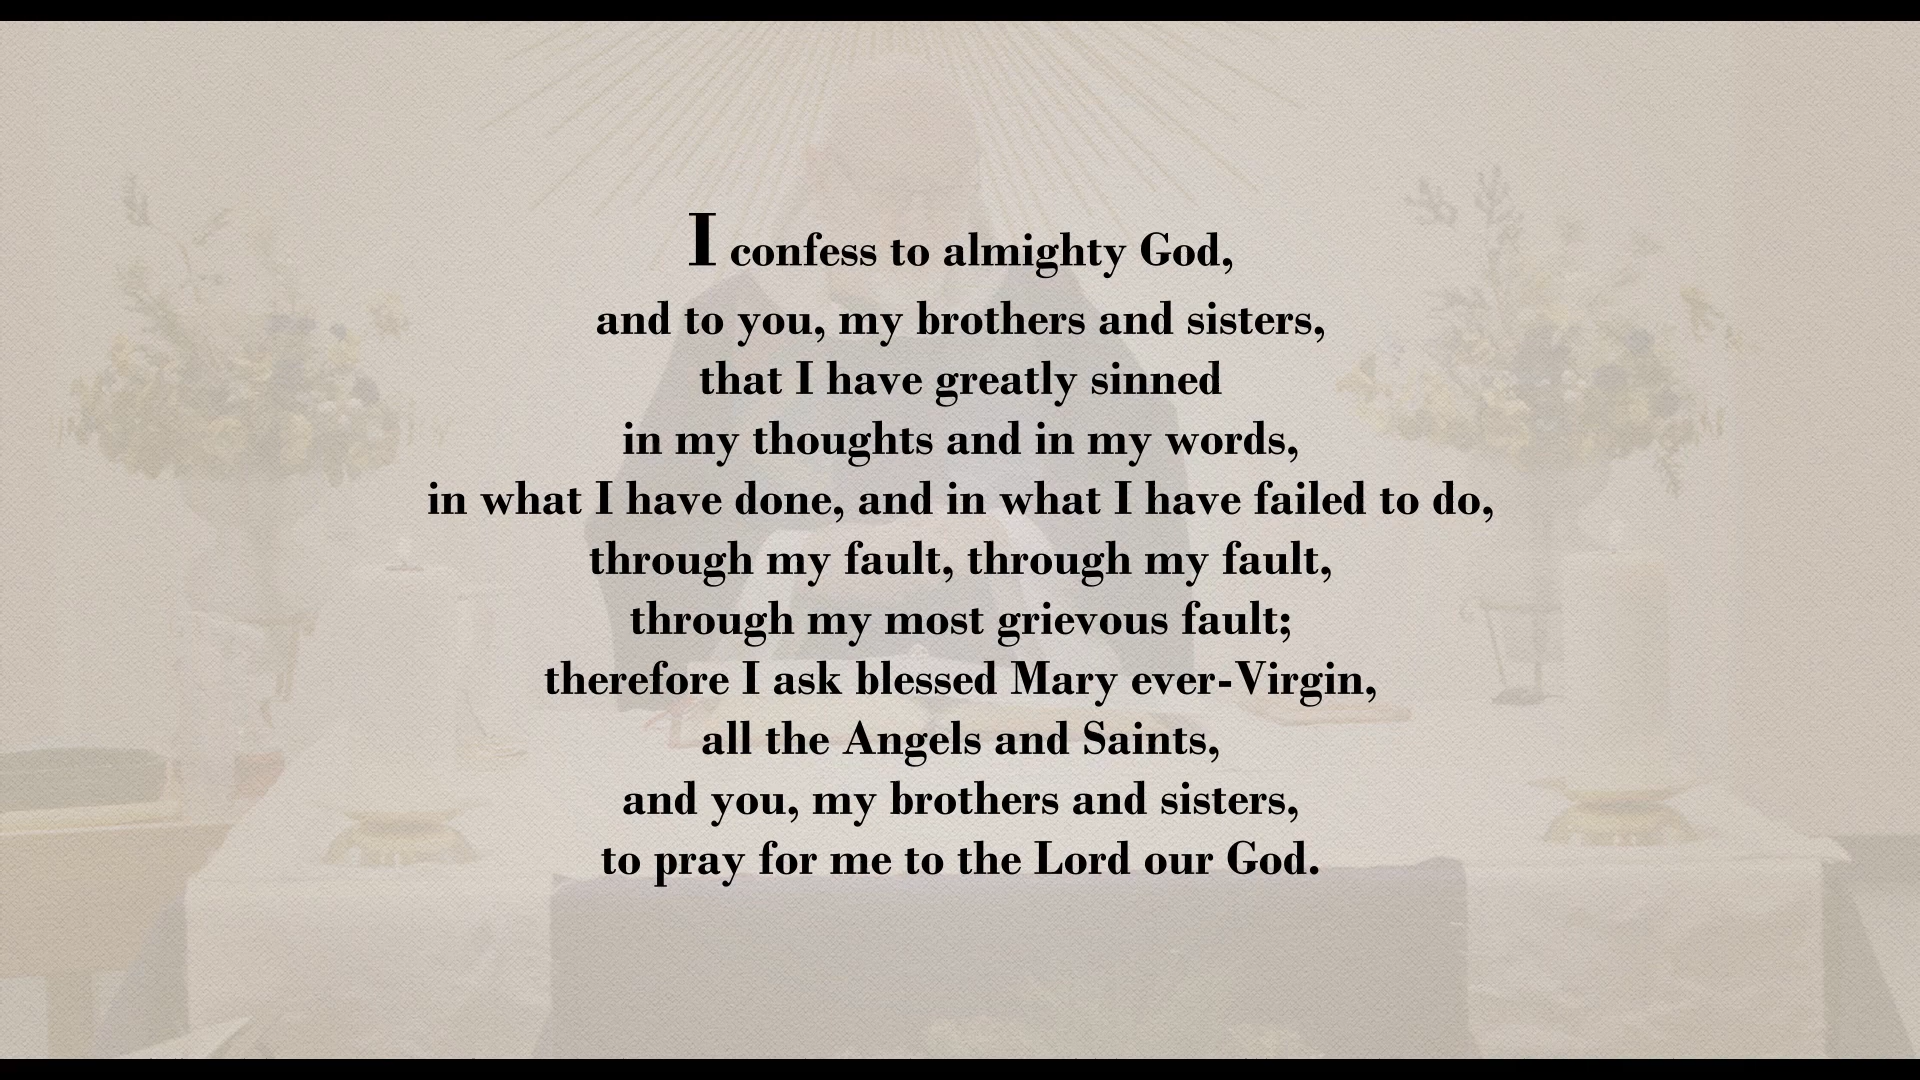 I confess to almighty God,
and to you, my brothers and sisters,
that I have greatly sinned
in my thoughts and in my words,
in what I have done, and in what I have failed to do,
through my fault, through my fault,
through my most grievous fault;
therefore I ask blessed Mary ever-Virgin,
all the Angels and Saints,
and you, my brothers and sisters,
to pray for me to the Lord our God.